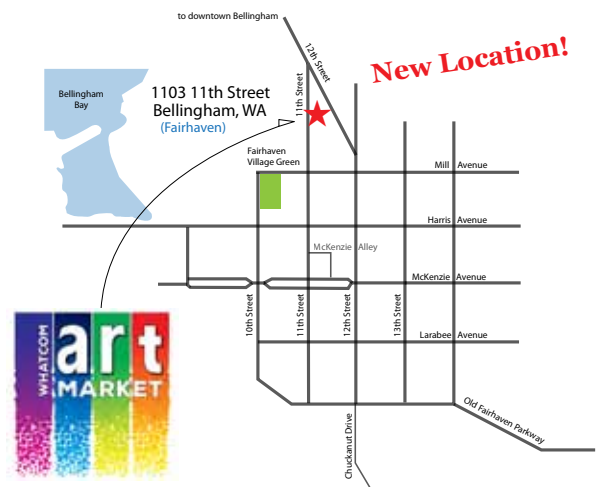 to downtown Bellingham
12th Street
New Location!
11th Street
Bellingham
Bay
1103 11th Street
Bellingham, WA
(Fairhaven)
Fairhaven
Village Green
Mill Avenue
Harris Avenue
McKenzie Alley
McKenzie Avenue
10th Street
11th Street
12th Street
13th Street
Larabee Avenue
WHATCOM
art
MARKET
Old Fairhaven Parkway
Chuckanut Drive